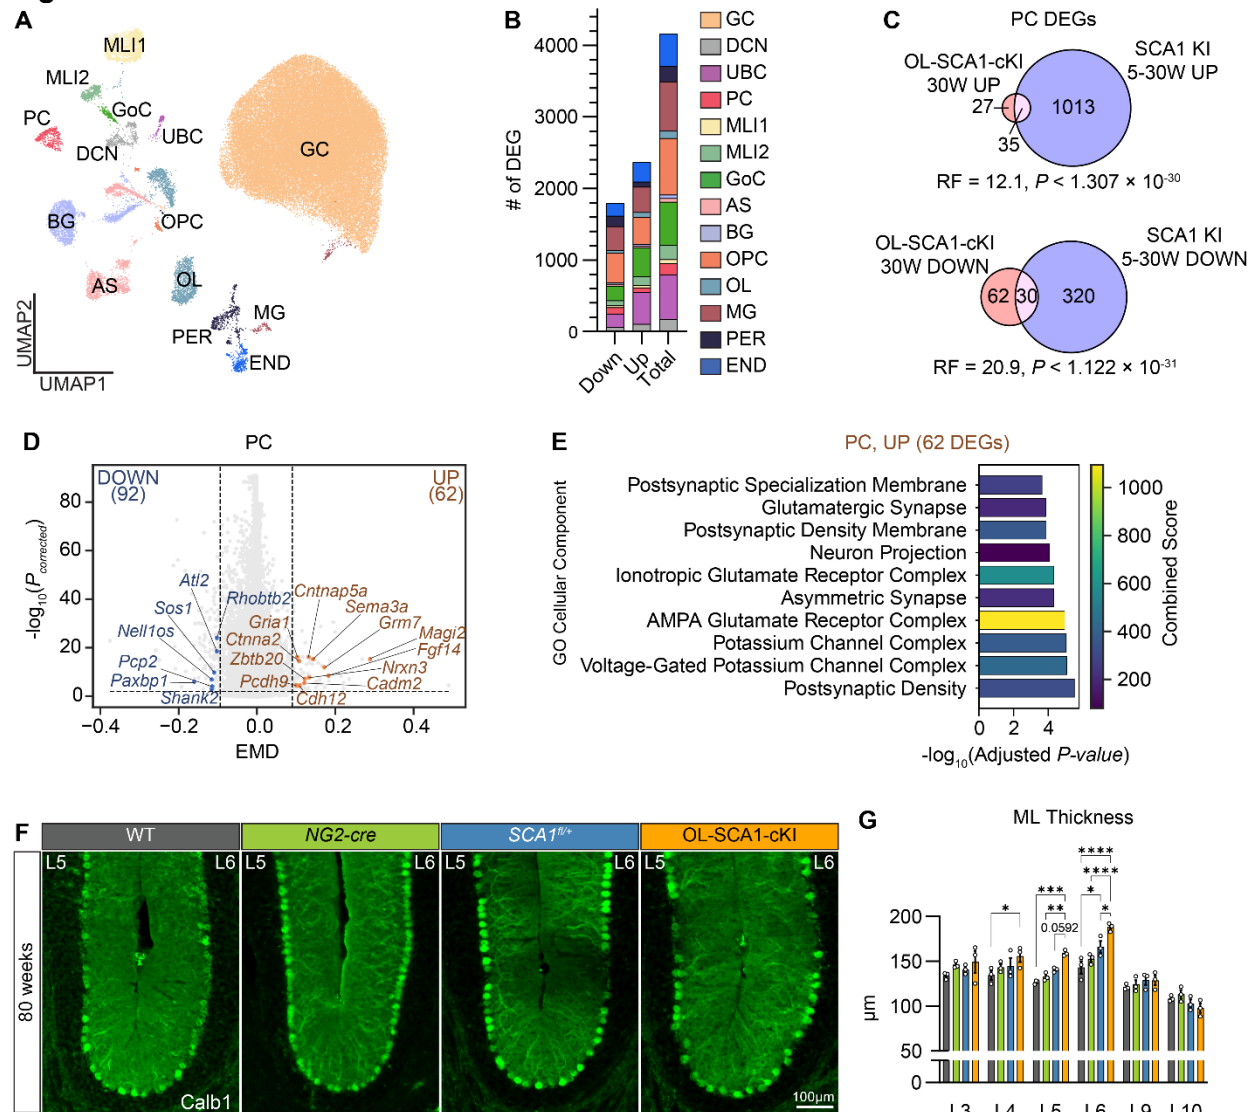 A
MLI1
MLI2
GoC
PC
UBC
DCN
GC
BG
OPC
AS
OL
MG
PER
END
UMAP2
UMAP1
B
# of DEG
4000
3000
2000
1000
0
Down
Up
Total
GC
DCN
UBC
PC
MLI1
MLI2
GoC
AS
BG
OPC
OL
MG
PER
END
C
PC DEGs
OL-SCA1-cKI
30W UP
SCA1 KI
5-30W UP
27
35
1013
RF = 12.1, P < 1.307 × 10⁻³⁰
OL-SCA1-cKI
30W DOWN
SCA1 KI
5-30W DOWN
62
30
320
RF = 20.9, P < 1.122 × 10⁻³¹
D
PC
DOWN
(92)
UP
(62)
-log₁₀(P corrected)
80
60
40
20
0
Atl2
Rhobtb2
Cntnap5a
Sos1
Gria1
Sema3a
Nell1os
Ctnna2
Grm7
Magi2
Pcp2
Zbtb20
Fgf14
Paxbp1
Pcdh9
Nrxn3
Cadm2
Shank2
Cdh12
−0.4
−0.2
0.0
0.2
0.4
EMD
E
PC, UP (62 DEGs)
GO Cellular Component
Postsynaptic Specialization Membrane
Glutamatergic Synapse
Postsynaptic Density Membrane
Neuron Projection
Ionotropic Glutamate Receptor Complex
Asymmetric Synapse
AMPA Glutamate Receptor Complex
Potassium Channel Complex
Voltage-Gated Potassium Channel Complex
Postsynaptic Density
0
2
4
-log₁₀(Adjusted P-value)
1000
800
600
400
200
Combined Score
F
WT
NG2-cre
SCA1fl/+
OL-SCA1-cKI
80 weeks
L5
L6
L5
L6
L5
L6
L5
L6
Calb1
100µm
G
ML Thickness
µm
200
150
100
50
0
*
***
**
0.0592
****
****
*
*
L3
L4
L5
L6
L9
L10